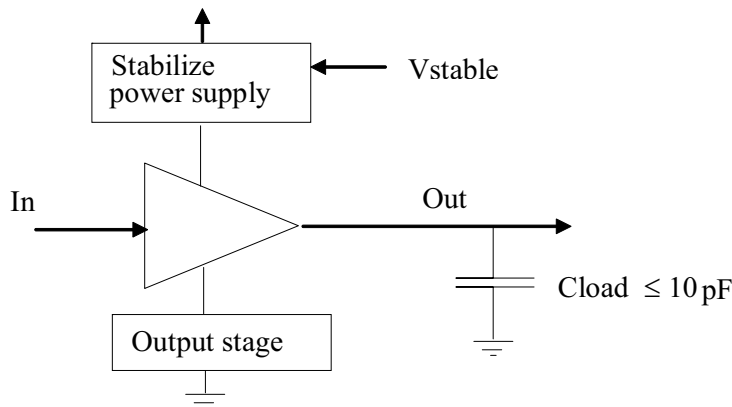 Stabilize
power supply
Vstable
In
Out
Cload ≤ 10 pF
Output stage